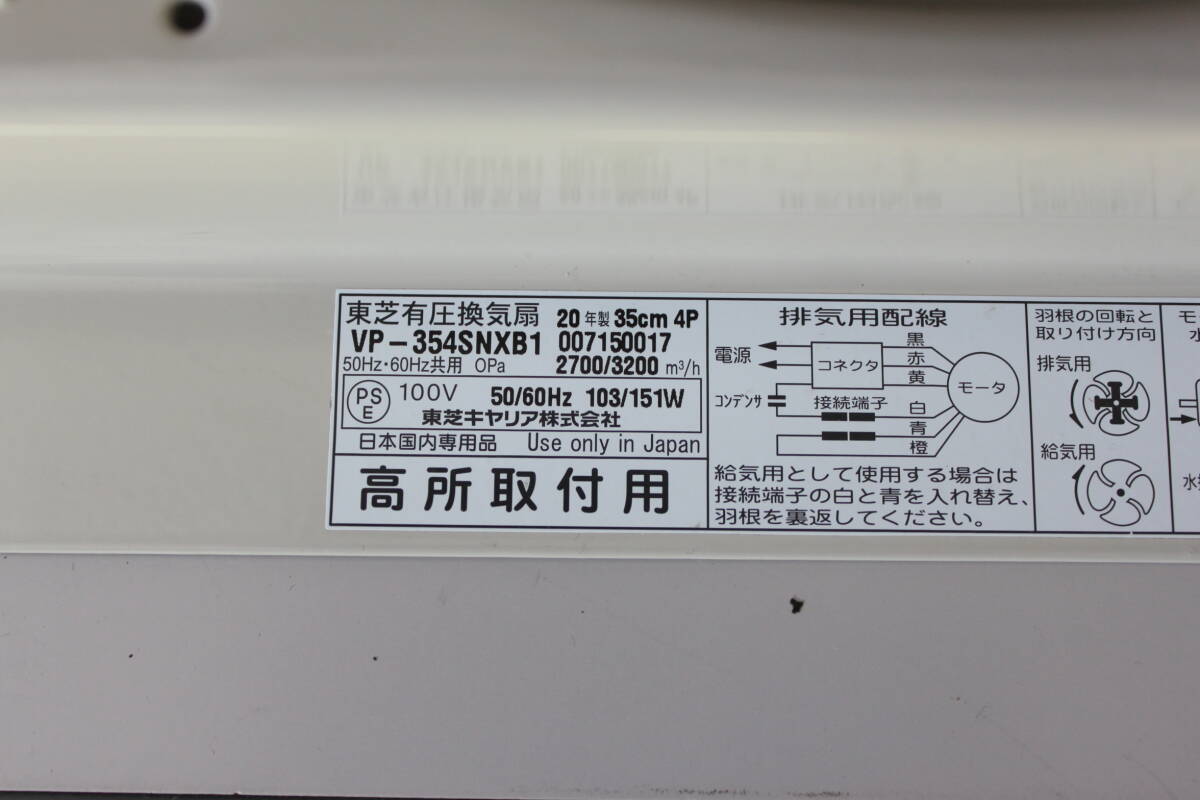 東芝有圧換気扇 20年製 35cm 4P
VP-354SNXB1 007150017
50Hz・60Hz共用 0Pa 2700/3200 m³/h
PS
E
100V 50/60Hz 103/151W
東芝キヤリア株式会社
日本国内専用品 Use only in Japan
高所取付用
排気用配線
電源
コネクタ
黒
赤
黄
モータ
コンデンサ
接続端子
白
青
橙
給気用として使用する場合は
接続端子の白と青を入れ替え、
羽根を裏返してください。
羽根の回転と
取り付け方向
排気用
給気用
モ
水
水